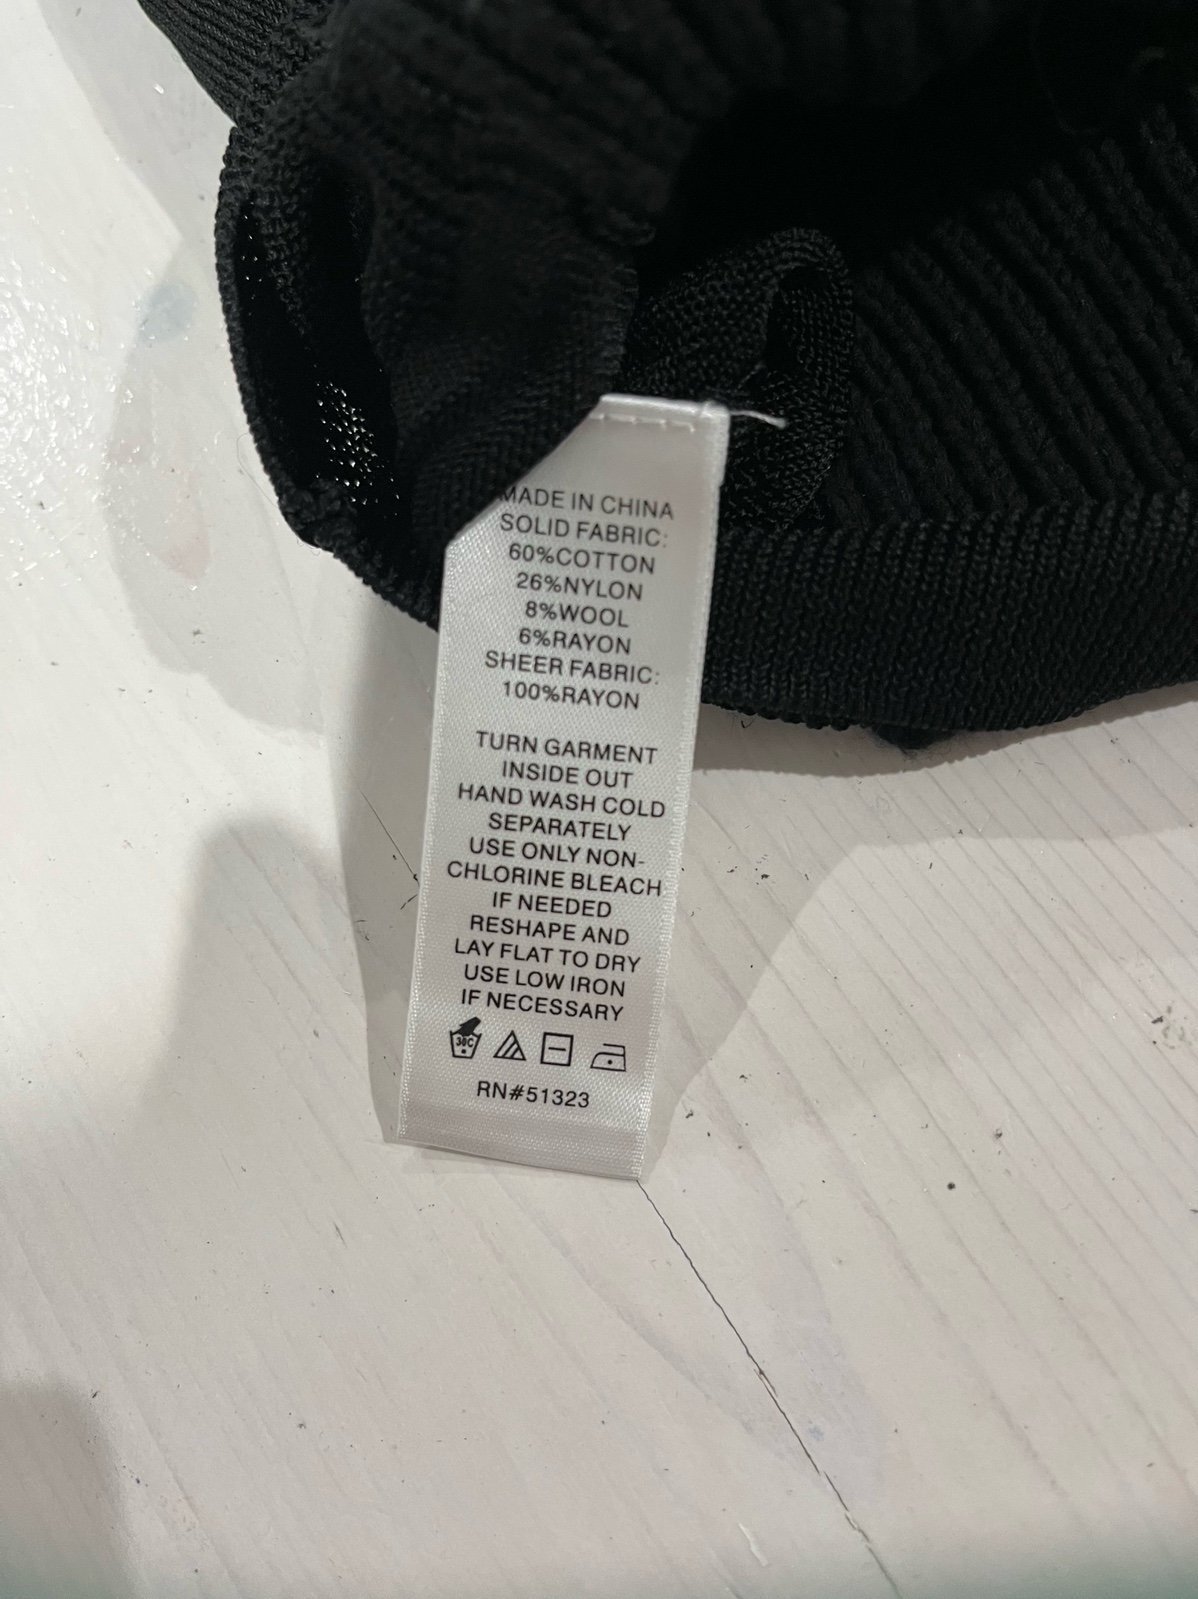 MADE IN CHINA
SOLID FABRIC:
60%COTTON
26%NYLON
8%WOOL
6%RAYON
SHEER FABRIC:
100%RAYON
TURN GARMENT
INSIDE OUT
HAND WASH COLD
SEPARATELY
USE ONLY NON-
CHLORINE BLEACH
IF NEEDED
RESHAPE AND
LAY FLAT TO DRY
USE LOW IRON
IF NECESSARY
30C
RN#51323